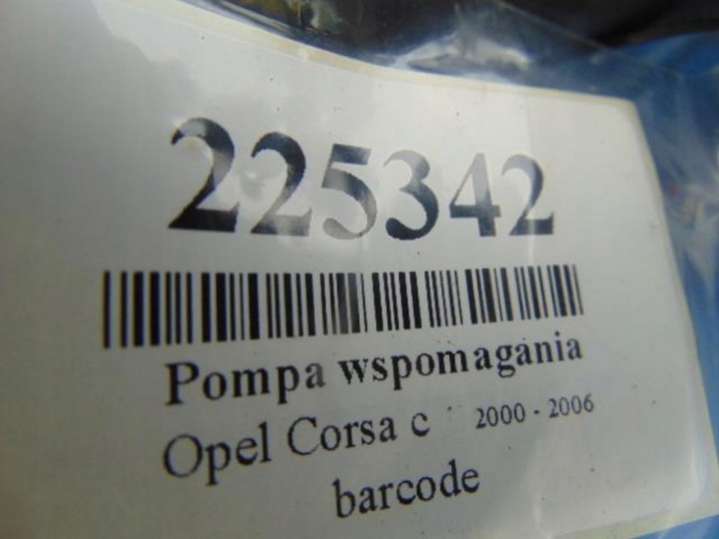 225342
Pompa wspomagania
Opel Corsa c 2000 - 2006
barcode